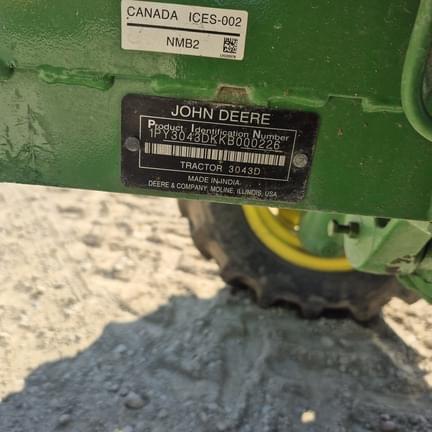 CANADA ICES-002
NMB2
JOHN DEERE
Product Identification Number
1PY3043DKKB000226
TRACTOR 3043D
MADE IN INDIA.
DEERE & COMPANY, MOLINE, ILLINOIS, USA